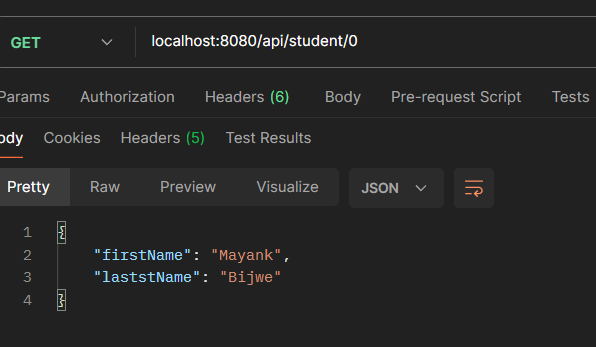 GET localhost:8080/api/student/0
Params Authorization Headers (6) Body Pre-request Script Tests
ody Cookies Headers (5) Test Results
Pretty Raw Preview Visualize JSON
1 {
2 "firstName": "Mayank",
3 "laststName": "Bijwe"
4 }